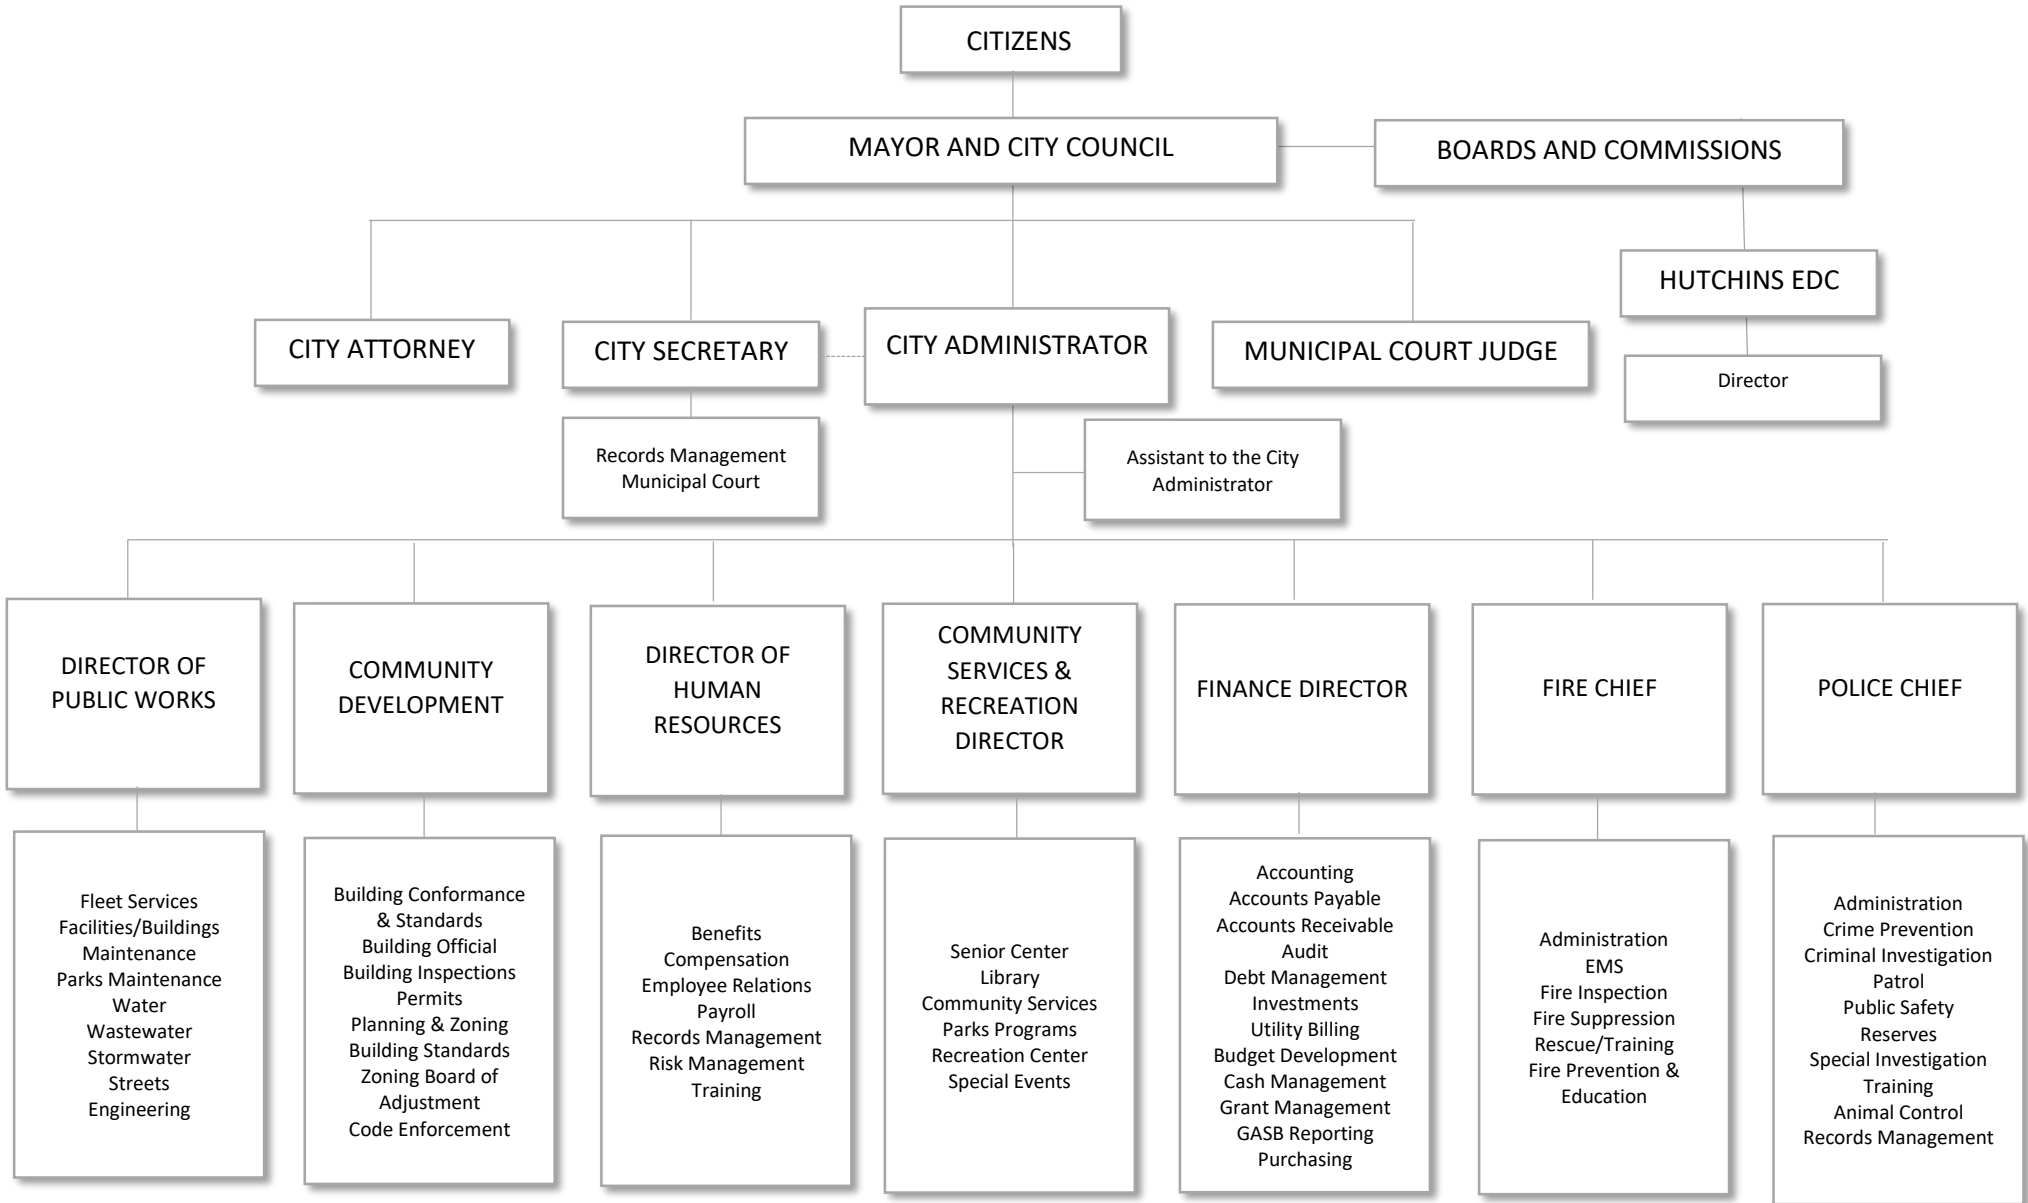 CITIZENS
MAYOR AND CITY COUNCIL
BOARDS AND COMMISSIONS
HUTCHINS EDC
Director
CITY ATTORNEY
CITY SECRETARY
CITY ADMINISTRATOR
MUNICIPAL COURT JUDGE
Records Management
Municipal Court
Assistant to the City
Administrator
DIRECTOR OF
PUBLIC WORKS
COMMUNITY
DEVELOPMENT
DIRECTOR OF
HUMAN
RESOURCES
COMMUNITY
SERVICES &
RECREATION
DIRECTOR
FINANCE DIRECTOR
FIRE CHIEF
POLICE CHIEF
Fleet Services
Facilities/Buildings
Maintenance
Parks Maintenance
Water
Wastewater
Stormwater
Streets
Engineering
Building Conformance
& Standards
Building Official
Building Inspections
Permits
Planning & Zoning
Building Standards
Zoning Board of
Adjustment
Code Enforcement
Benefits
Compensation
Employee Relations
Payroll
Records Management
Risk Management
Training
Senior Center
Library
Community Services
Parks Programs
Recreation Center
Special Events
Accounting
Accounts Payable
Accounts Receivable
Audit
Debt Management
Investments
Utility Billing
Budget Development
Cash Management
Grant Management
GASB Reporting
Purchasing
Administration
EMS
Fire Inspection
Fire Suppression
Rescue/Training
Fire Prevention &
Education
Administration
Crime Prevention
Criminal Investigation
Patrol
Public Safety
Reserves
Special Investigation
Training
Animal Control
Records Management